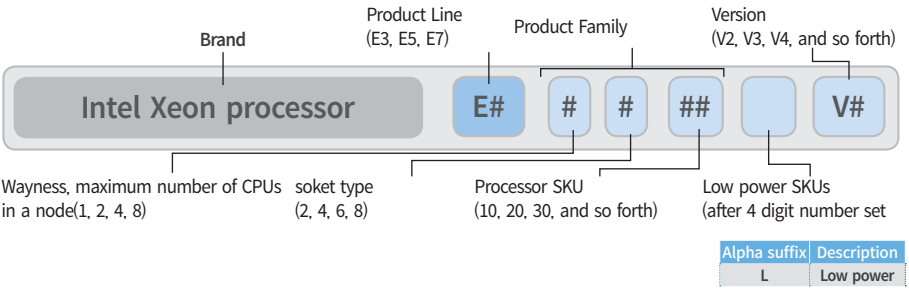 Product Line
(E3, E5, E7)
Brand
Product Family
Version
(V2, V3, V4, and so forth)
Intel Xeon processor
E#
#
#
##
V#
Wayness, maximum number of CPUs
in a node(1, 2, 4, 8)
soket type
(2, 4, 6, 8)
Processor SKU
(10, 20, 30, and so forth)
Low power SKUs
(after 4 digit number set
Alpha suffix Description
L Low power